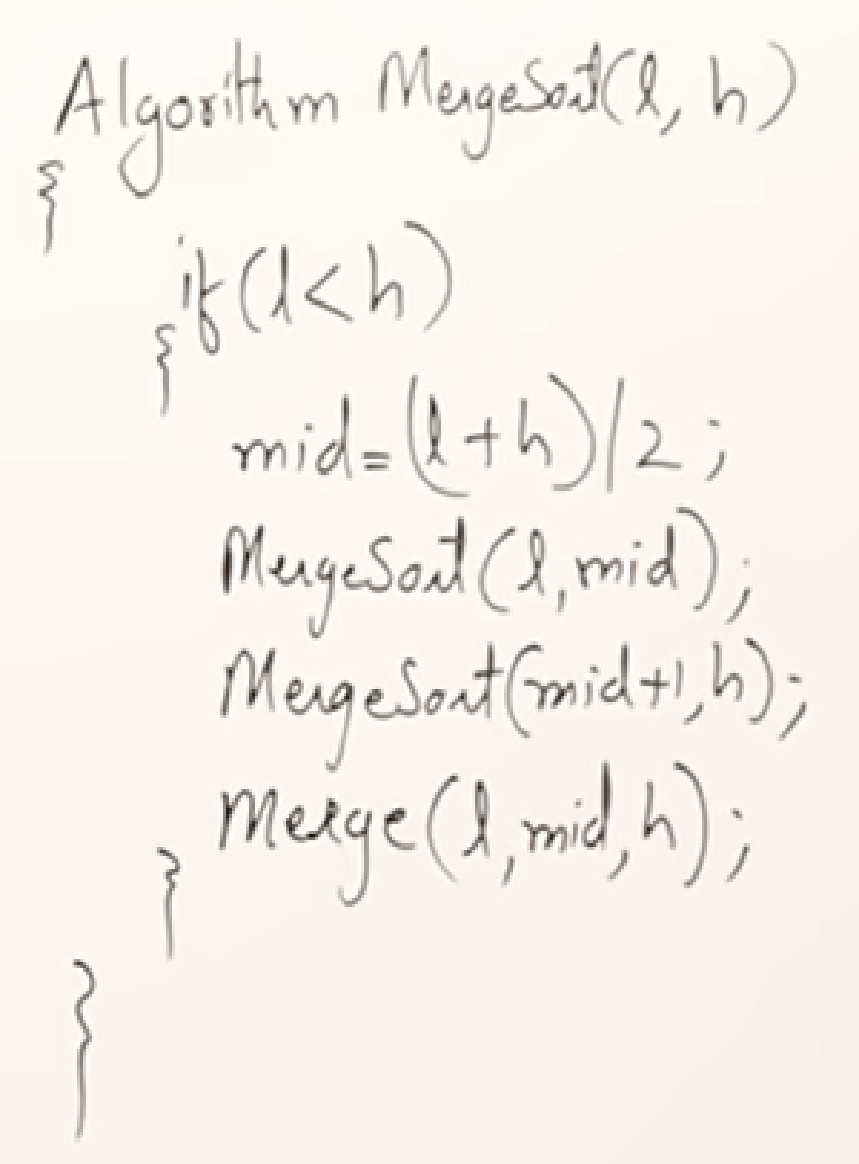 Algorithm MergeSort(l, h)
{
if(l<h)
{
mid=(l+h)/2;
MergeSort(l,mid);
MergeSort(mid+1,h);
Merge(l,mid,h);
}
}